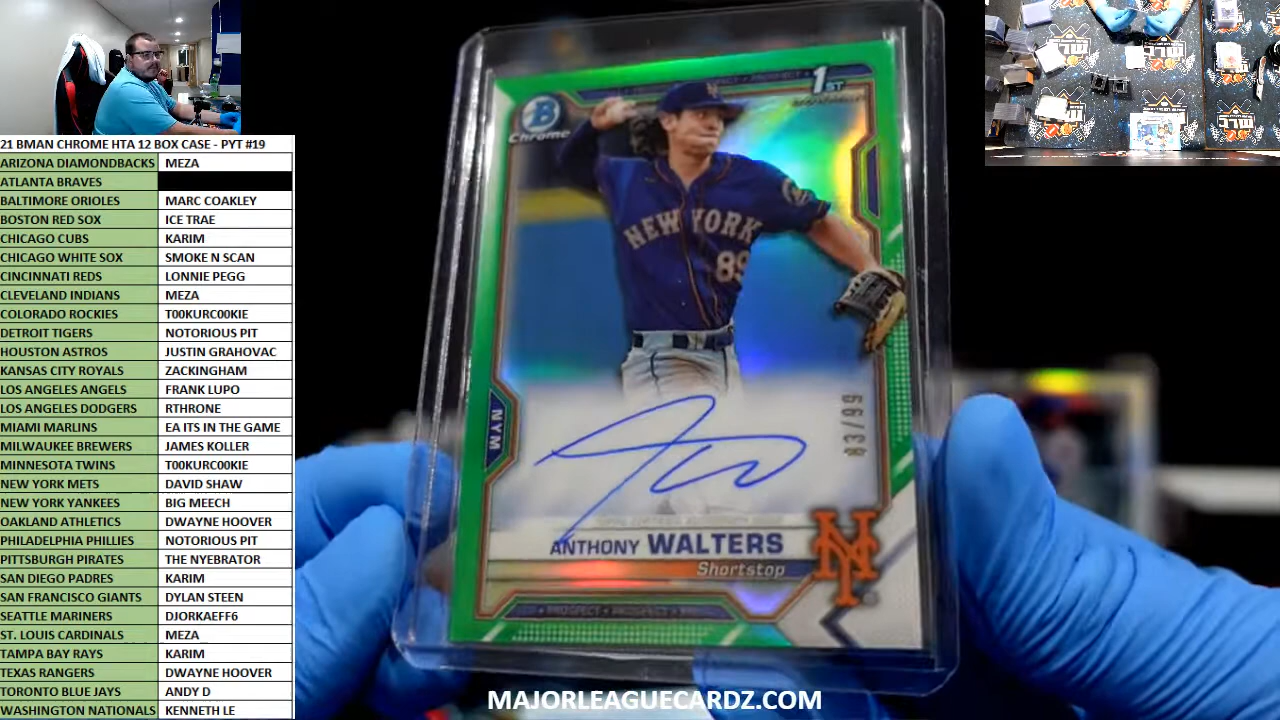 21 BMAN CHROME HTA 12 BOX CASE - PYT #19
ARIZONA DIAMONDBACKS MEZA
ATLANTA BRAVES
BALTIMORE ORIOLES MARC COAKLEY
BOSTON RED SOX ICE TRAE
CHICAGO CUBS KARIM
CHICAGO WHITE SOX SMOKE N SCAN
CINCINNATI REDS LONNIE PEGG
CLEVELAND INDIANS MEZA
COLORADO ROCKIES T00KURC00KIE
DETROIT TIGERS NOTORIOUS PIT
HOUSTON ASTROS JUSTIN GRAHOVAC
KANSAS CITY ROYALS ZACKINGHAM
LOS ANGELES ANGELS FRANK LUPO
LOS ANGELES DODGERS RTHRONE
MIAMI MARLINS EA ITS IN THE GAME
MILWAUKEE BREWERS JAMES KOLLER
MINNESOTA TWINS T00KURC00KIE
NEW YORK METS DAVID SHAW
NEW YORK YANKEES BIG MEECH
OAKLAND ATHLETICS DWAYNE HOOVER
PHILADELPHIA PHILLIES NOTORIOUS PIT
PITTSBURGH PIRATES THE NYEBRATOR
SAN DIEGO PADRES KARIM
SAN FRANCISCO GIANTS DYLAN STEEN
SEATTLE MARINERS DJORKAEFF6
ST. LOUIS CARDINALS MEZA
TAMPA BAY RAYS KARIM
TEXAS RANGERS DWAYNE HOOVER
TORONTO BLUE JAYS ANDY D
WASHINGTON NATIONALS KENNETH LE
B
Chrome
PROSPECT
1ST
NEW YORK
89
NYM
83/99
ANTHONY WALTERS
Shortstop
NY
PROSPECT • PROSPECT
MAJORLEAGUECARDZ.COM